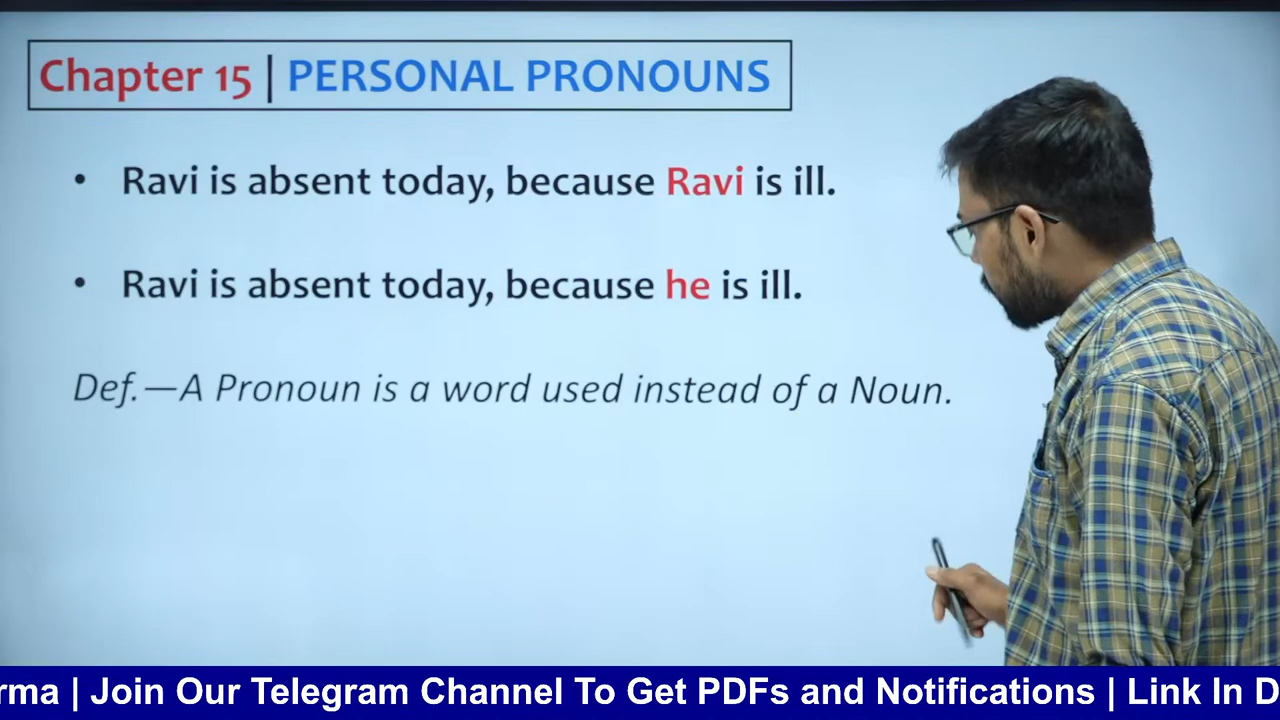 Chapter 15 | PERSONAL PRONOUNS
• Ravi is absent today, because Ravi is ill.
• Ravi is absent today, because he is ill.
Def.—A Pronoun is a word used instead of a Noun.
rma | Join Our Telegram Channel To Get PDFs and Notifications | Link In D